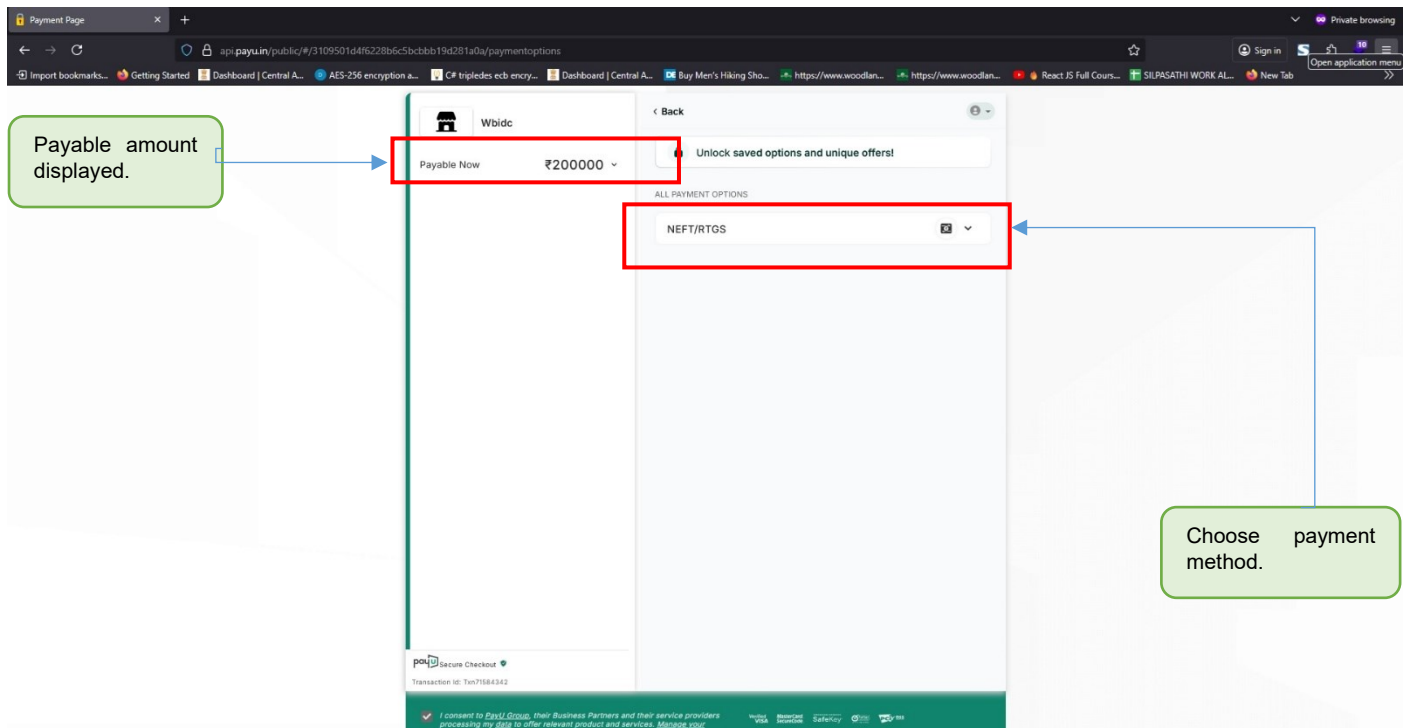 Payment Page
Private browsing
api.payu.in/public/#/3109501d4f6228b6c5bcbbb19d281a0a/paymentoptions
Sign in
10
Import bookmarks... Getting Started Dashboard | Central A... AES-256 encryption a... C# tripledes ecb encry... Dashboard | Central A... Buy Men's Hiking Sho... https://www.woodlan... https://www.woodlan... React JS Full Cours... SILPASATHI WORK AL... New Tab
Open application menu
Wbidc
Back
Payable amount
displayed.
Payable Now ₹200000
Unlock saved options and unique offers!
ALL PAYMENT OPTIONS
NEFT/RTGS
Choose payment
method.
payU Secure Checkout
Transaction Id: Txn71584342
I consent to PayU Group, their Business Partners and their service providers
processing my data to offer relevant product and services. Manage your
VISA MasterCard SecureCode SafeKey